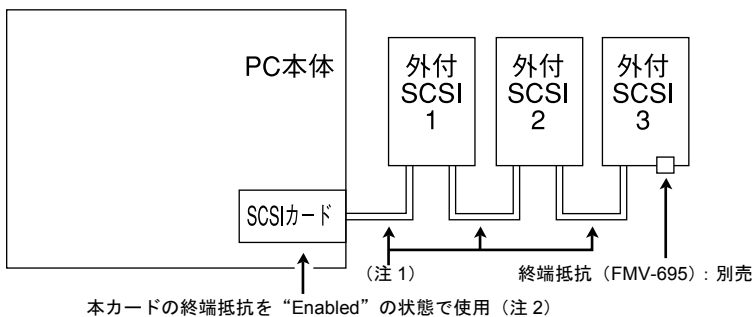 PC本体
外付
SCSI
1
外付
SCSI
2
外付
SCSI
3
SCSIカード
（注 1）
終端抵抗（FMV-695）: 別売
本カードの終端抵抗を“Enabled”の状態で使用（注 2）